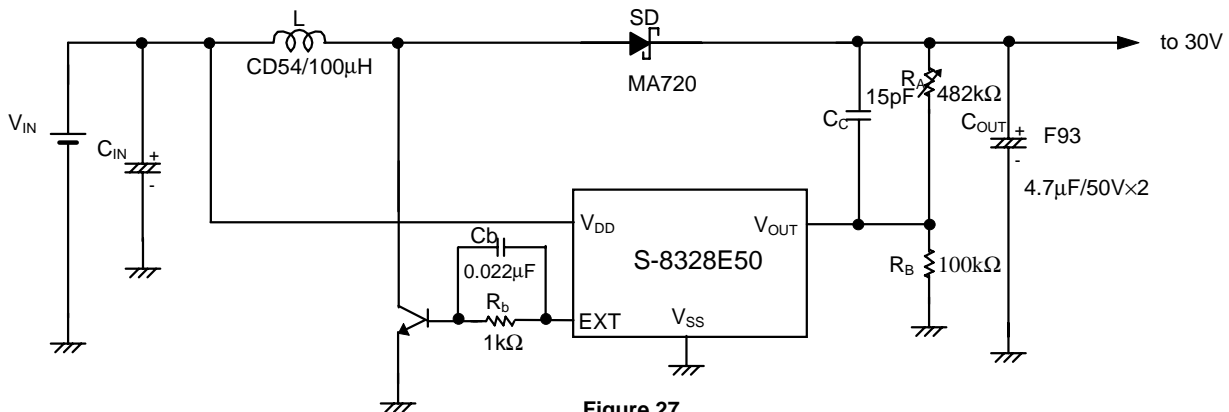 L
SD
to 30V
CD54/100μH
MA720
R_A
15pF
482kΩ
V_IN
C_IN
+
-
C_C
C_OUT
+
-
F93
4.7μF/50V×2
V_DD
V_OUT
Cb
0.022μF
S-8328E50
R_B
100kΩ
R_b
1kΩ
EXT
V_SS
Figure 27